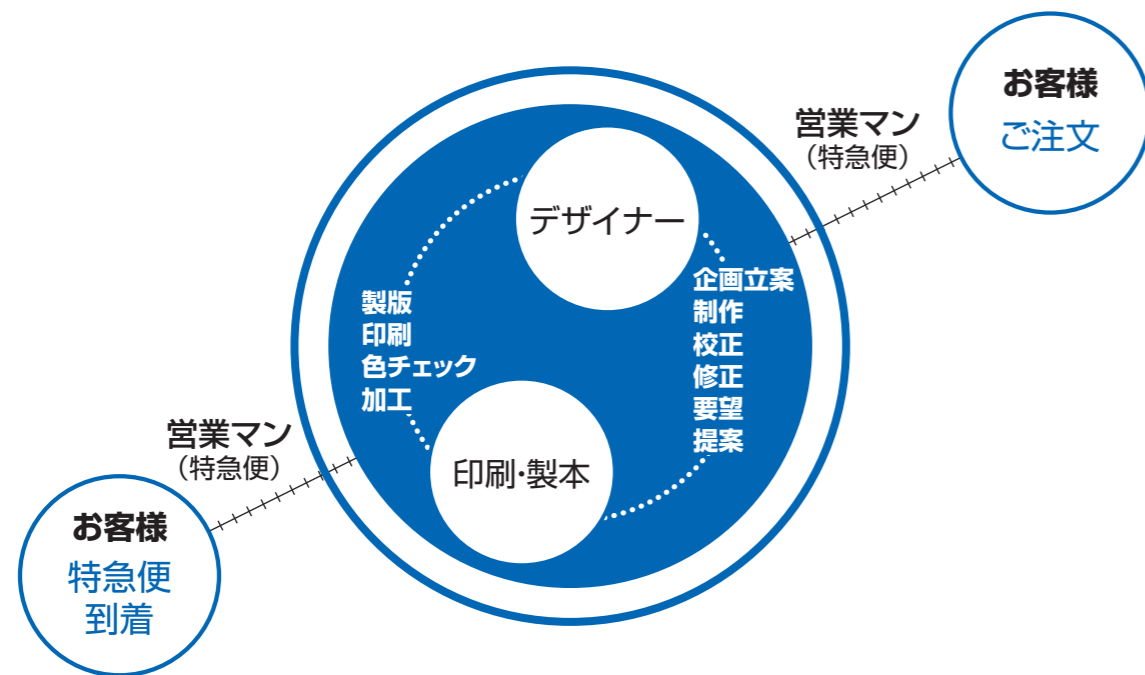 お客様
ご注文
営業マン
（特急便）
デザイナー
企画立案
制作
校正
修正
要望
提案
製版
印刷
色チェック
加工
印刷・製本
営業マン
（特急便）
お客様
特急便
到着